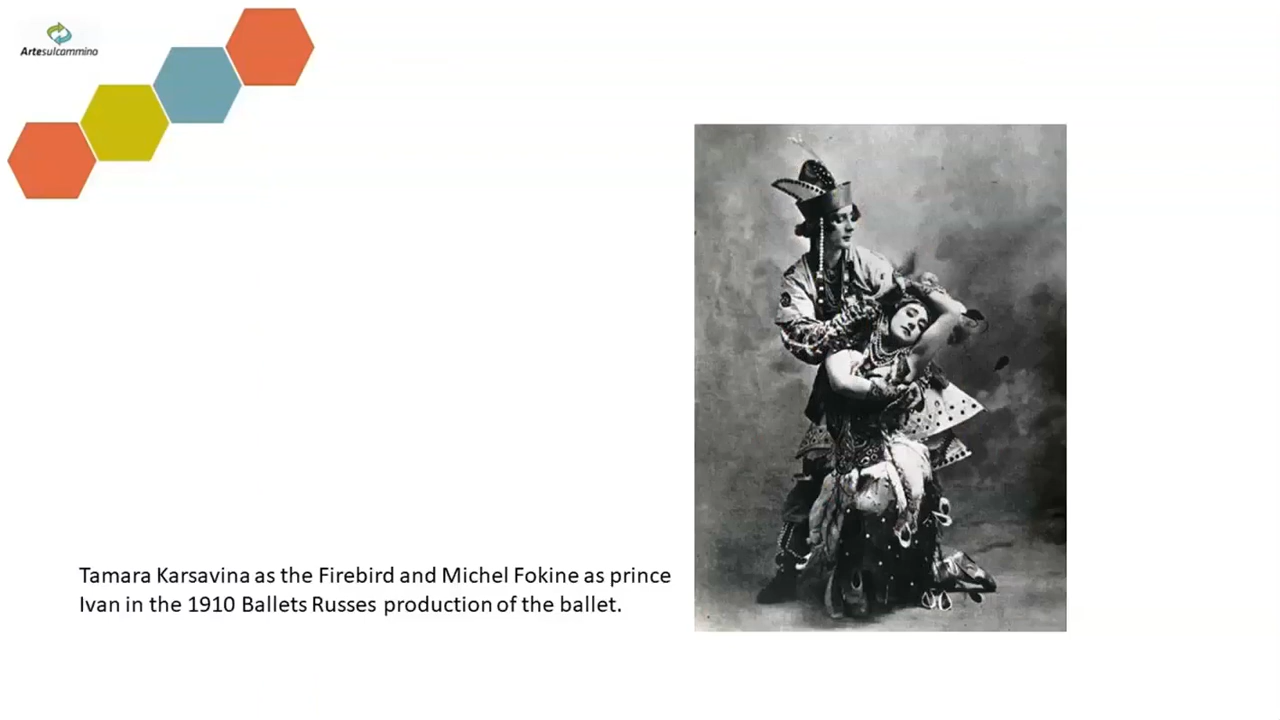 Artesulcammino
Tamara Karsavina as the Firebird and Michel Fokine as prince
Ivan in the 1910 Ballets Russes production of the ballet.